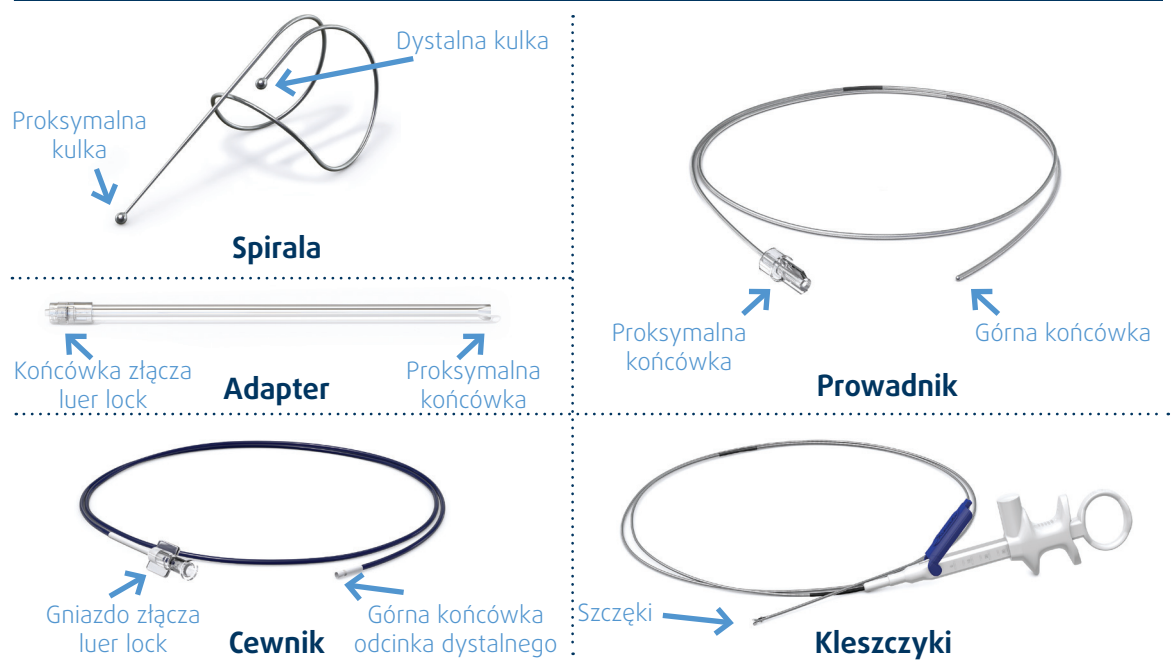 Dystalna kulka
Proksymalna
kulka
Spirala
Końcówka złącza
luer lock
Adapter
Proksymalna
końcówka
Proksymalna
końcówka
Górna końcówka
Prowadnik
Gniazdo złącza
luer lock
Cewnik
Górna końcówka
odcinka dystalnego
Szczęki
Kleszczyki